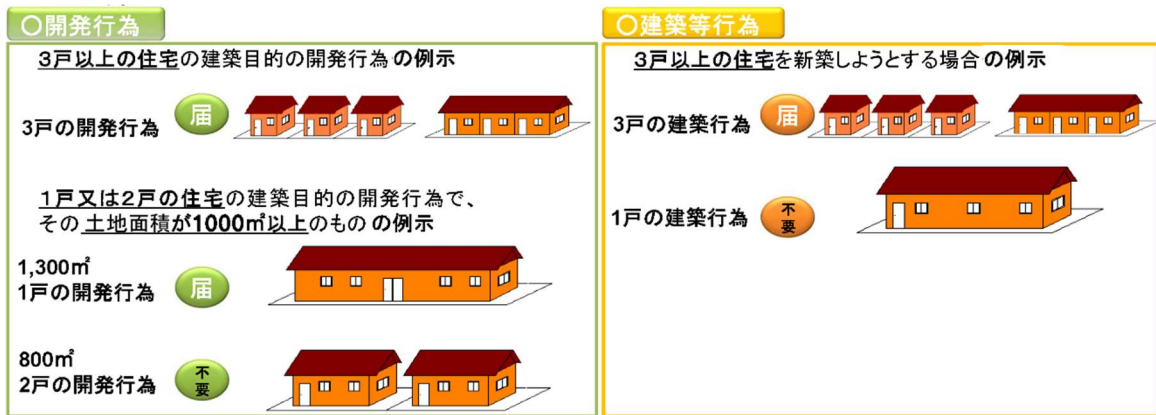 〇開発行為
3戸以上の住宅の建築目的の開発行為の例示
3戸の開発行為
届
1戸又は2戸の住宅の建築目的の開発行為で、
その土地面積が1000㎡以上のものの例示
1,300㎡
1戸の開発行為
届
800㎡
2戸の開発行為
不
要
〇建築等行為
3戸以上の住宅を新築しようとする場合の例示
3戸の建築行為
届
1戸の建築行為
不
要